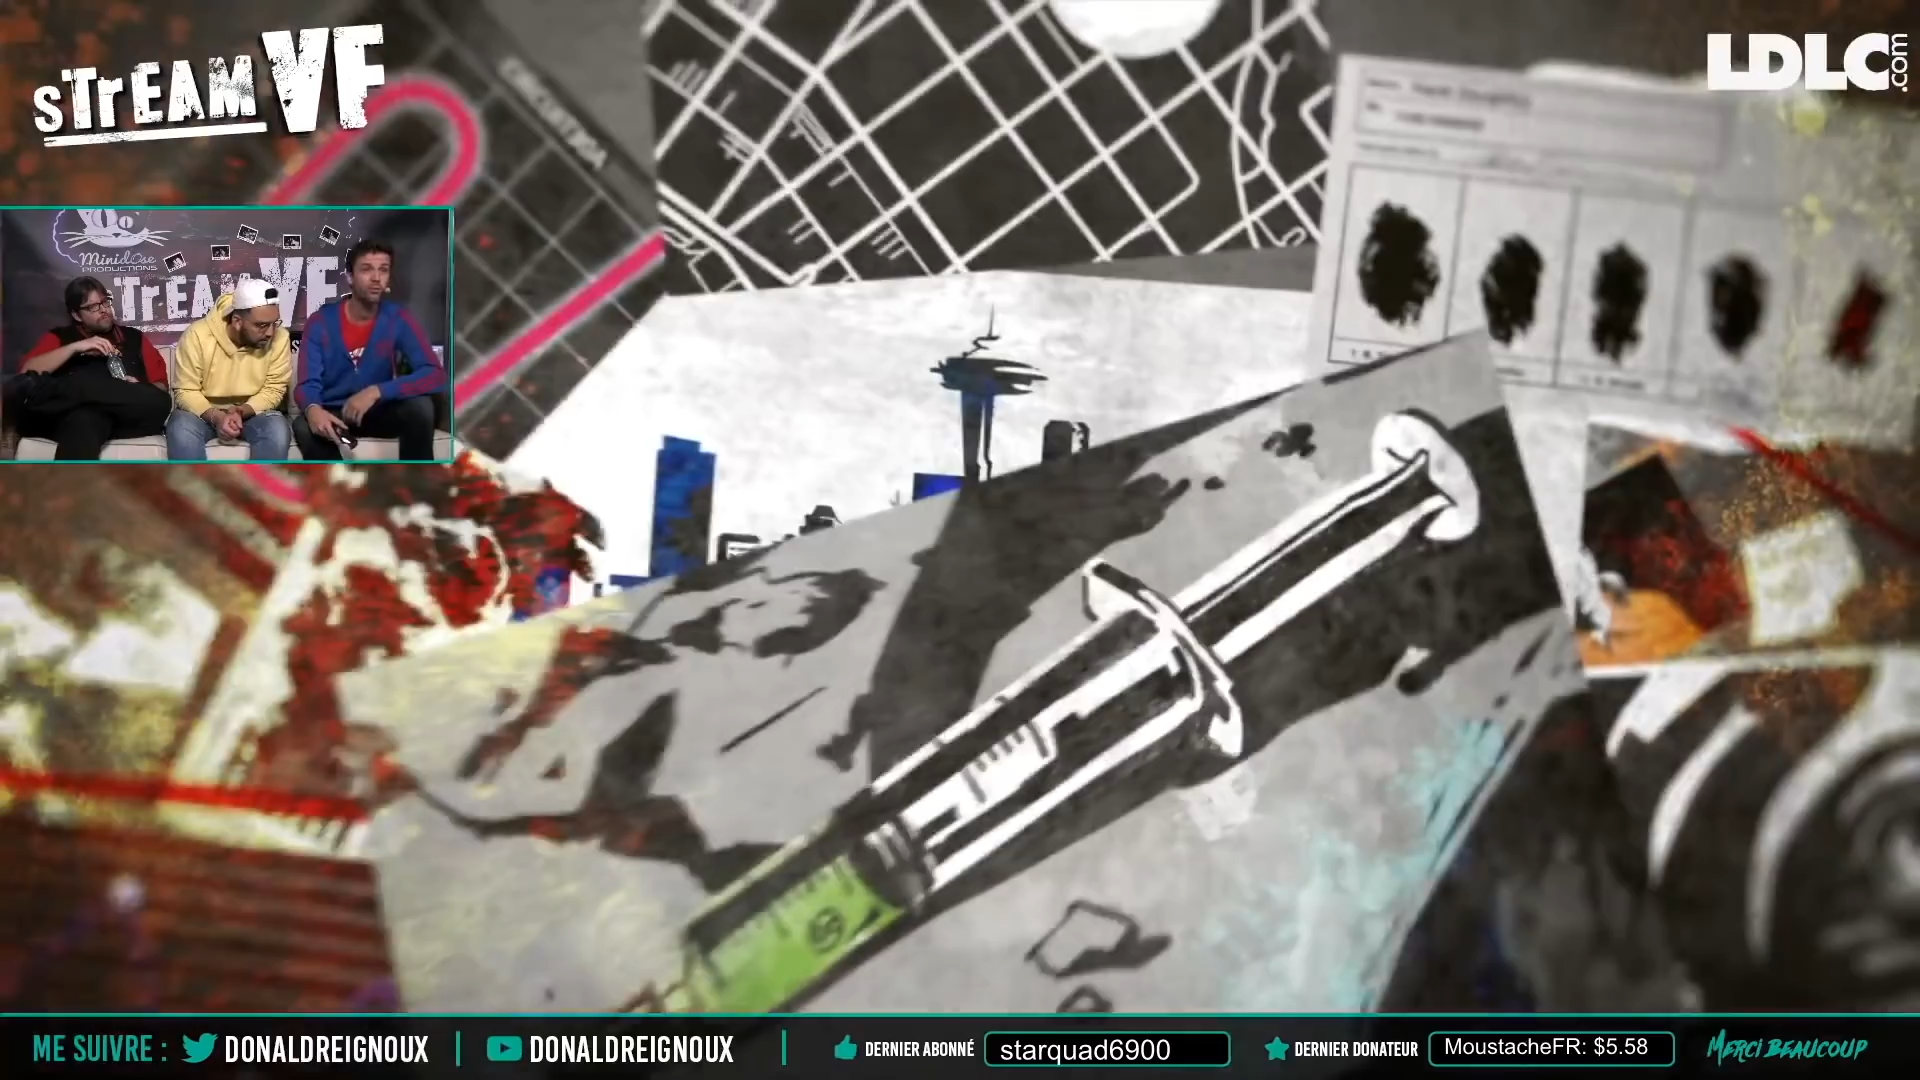 sTrEAM VF
LDLC.com
Minidose
PRODUCTIONS
sTrEAM VF
ME SUIVRE :
DONALDREIGNOUX
DONALDREIGNOUX
DERNIER ABONNÉ
starquad6900
DERNIER DONATEUR
MoustacheFR: $5.58
MERCI BEAUCOUP